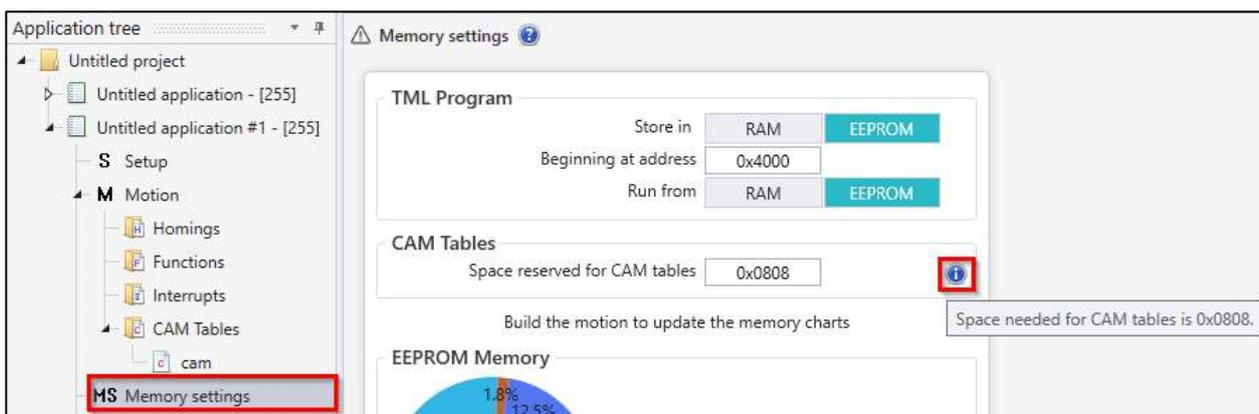 Application tree
Untitled project
Untitled application - [255]
Untitled application #1 - [255]
S Setup
M Motion
H Homings
F Functions
I Interrupts
C CAM Tables
c cam
MS Memory settings
Memory settings ?
TML Program
Store in RAM EEPROM
Beginning at address 0x4000
Run from RAM EEPROM
CAM Tables
Space reserved for CAM tables 0x0808
i
Space needed for CAM tables is 0x0808.
Build the motion to update the memory charts
EEPROM Memory
1.8%
12.5%